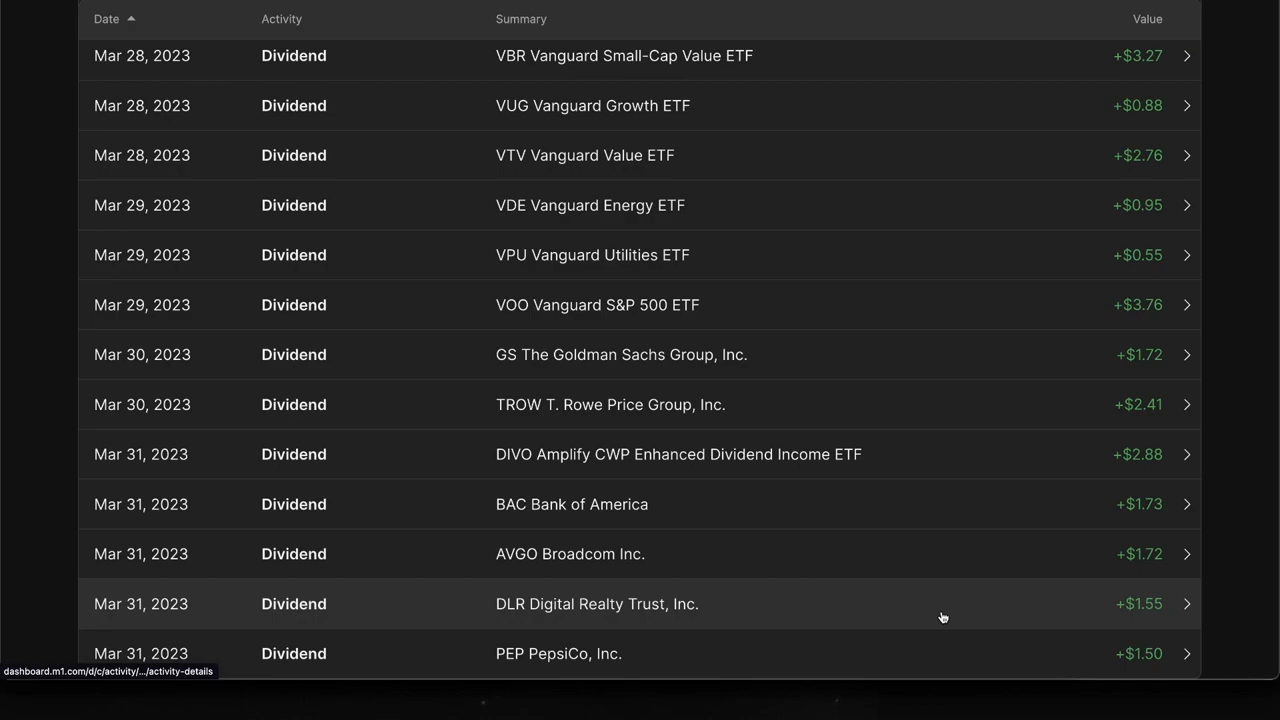 Date Activity Summary Value
Mar 28, 2023 Dividend VBR Vanguard Small-Cap Value ETF +$3.27
Mar 28, 2023 Dividend VUG Vanguard Growth ETF +$0.88
Mar 28, 2023 Dividend VTV Vanguard Value ETF +$2.76
Mar 29, 2023 Dividend VDE Vanguard Energy ETF +$0.95
Mar 29, 2023 Dividend VPU Vanguard Utilities ETF +$0.55
Mar 29, 2023 Dividend VOO Vanguard S&P 500 ETF +$3.76
Mar 30, 2023 Dividend GS The Goldman Sachs Group, Inc. +$1.72
Mar 30, 2023 Dividend TROW T. Rowe Price Group, Inc. +$2.41
Mar 31, 2023 Dividend DIVO Amplify CWP Enhanced Dividend Income ETF +$2.88
Mar 31, 2023 Dividend BAC Bank of America +$1.73
Mar 31, 2023 Dividend AVGO Broadcom Inc. +$1.72
Mar 31, 2023 Dividend DLR Digital Realty Trust, Inc. +$1.55
Mar 31, 2023 Dividend PEP PepsiCo, Inc. +$1.50
dashboard.m1.com/d/c/activity/.../activity-details